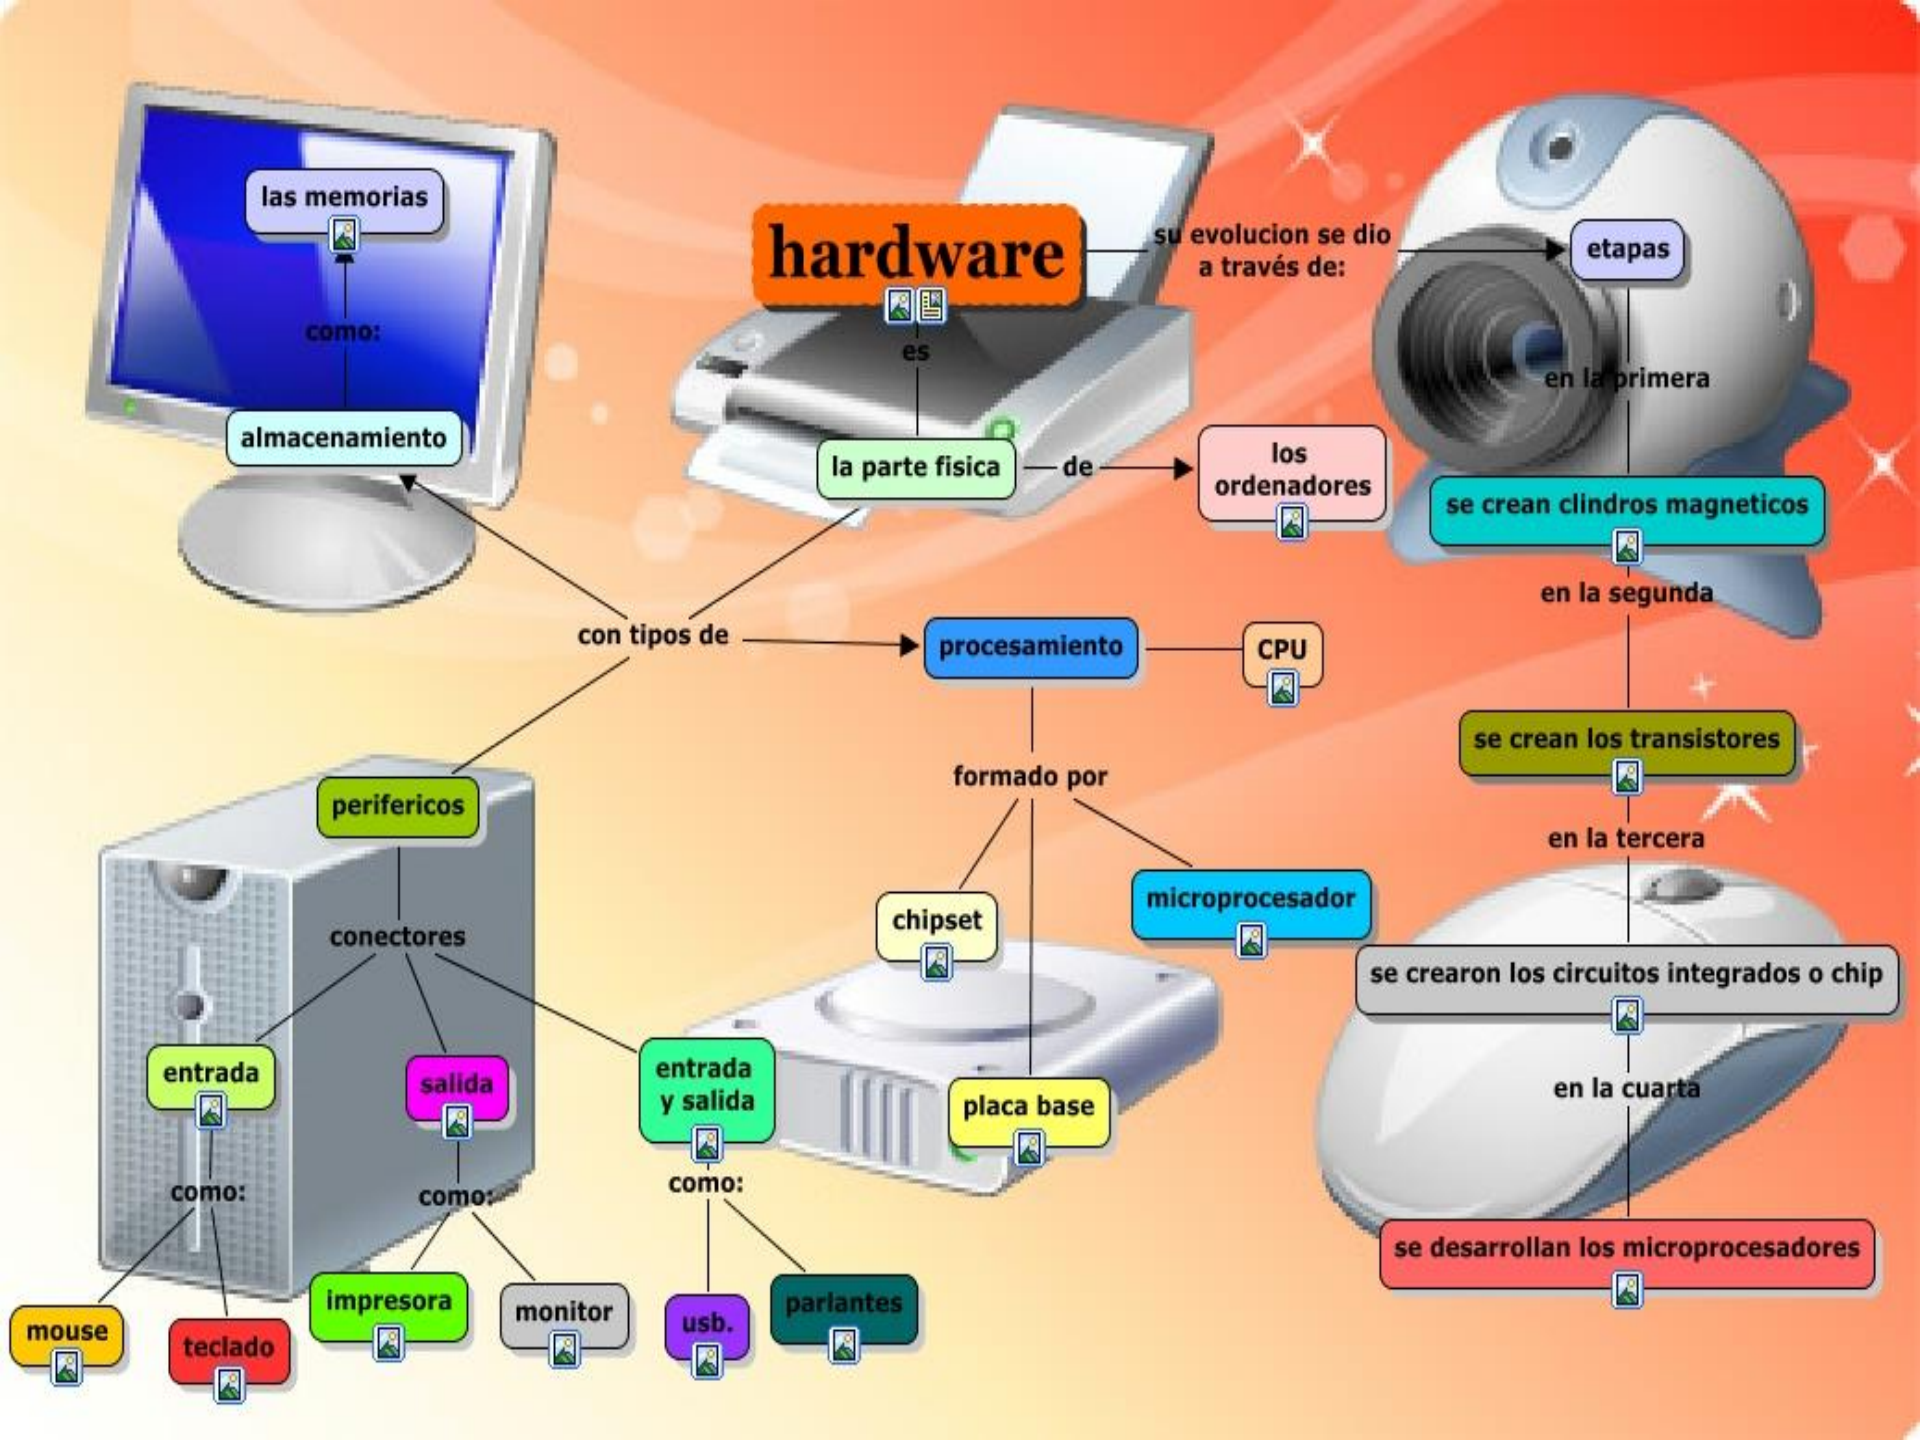 las memorias
como:
almacenamiento
hardware
es
la parte fisica
de
los
ordenadores
su evolucion se dio
a través de:
etapas
en la primera
se crean clindros magneticos
en la segunda
se crean los transistores
en la tercera
se crearon los circuitos integrados o chip
en la cuarta
se desarrollan los microprocesadores
con tipos de
procesamiento
CPU
formado por
chipset
microprocesador
placa base
perifericos
conectores
entrada
salida
entrada
y salida
como:
como:
como:
mouse
teclado
impresora
monitor
usb.
parlantes